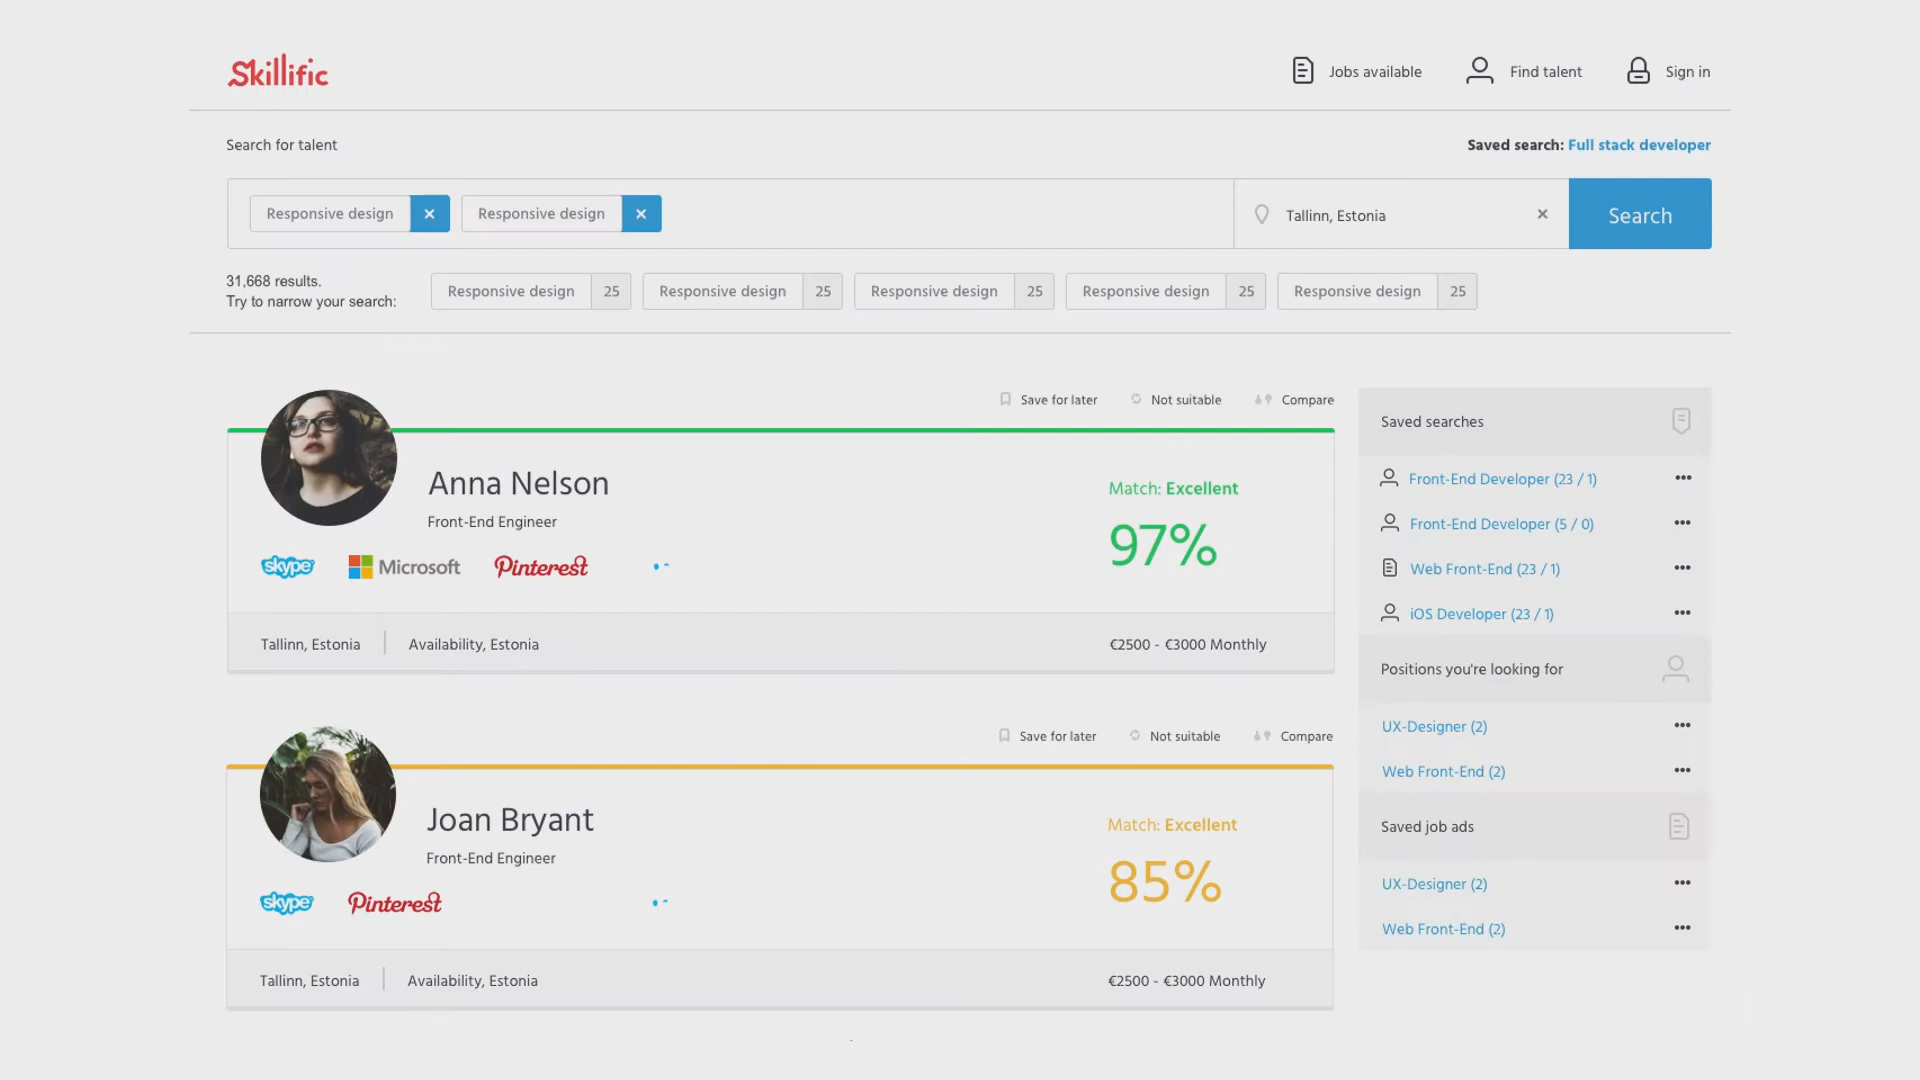 Skillific
Jobs available
Find talent
Sign in
Search for talent
Saved search: Full stack developer
Responsive design
Responsive design
Tallinn, Estonia
Search
31,668 results.
Try to narrow your search:
Responsive design 25
Responsive design 25
Responsive design 25
Responsive design 25
Responsive design 25
Save for later
Not suitable
Compare
Anna Nelson
Front-End Engineer
Match: Excellent
97%
skype
Microsoft
Pinterest
Tallinn, Estonia
Availability, Estonia
€2500 - €3000 Monthly
Save for later
Not suitable
Compare
Joan Bryant
Front-End Engineer
Match: Excellent
85%
skype
Pinterest
Tallinn, Estonia
Availability, Estonia
€2500 - €3000 Monthly
Saved searches
Front-End Developer (23 / 1)
Front-End Developer (5 / 0)
Web Front-End (23 / 1)
iOS Developer (23 / 1)
Positions you're looking for
UX-Designer (2)
Web Front-End (2)
Saved job ads
UX-Designer (2)
Web Front-End (2)